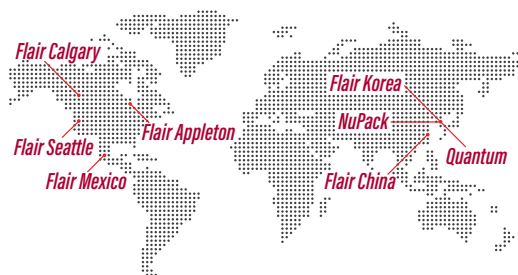 Flair Calgary
Flair Korea
NuPack
Flair Appleton
Flair Seattle
Quantum
Flair Mexico
Flair China